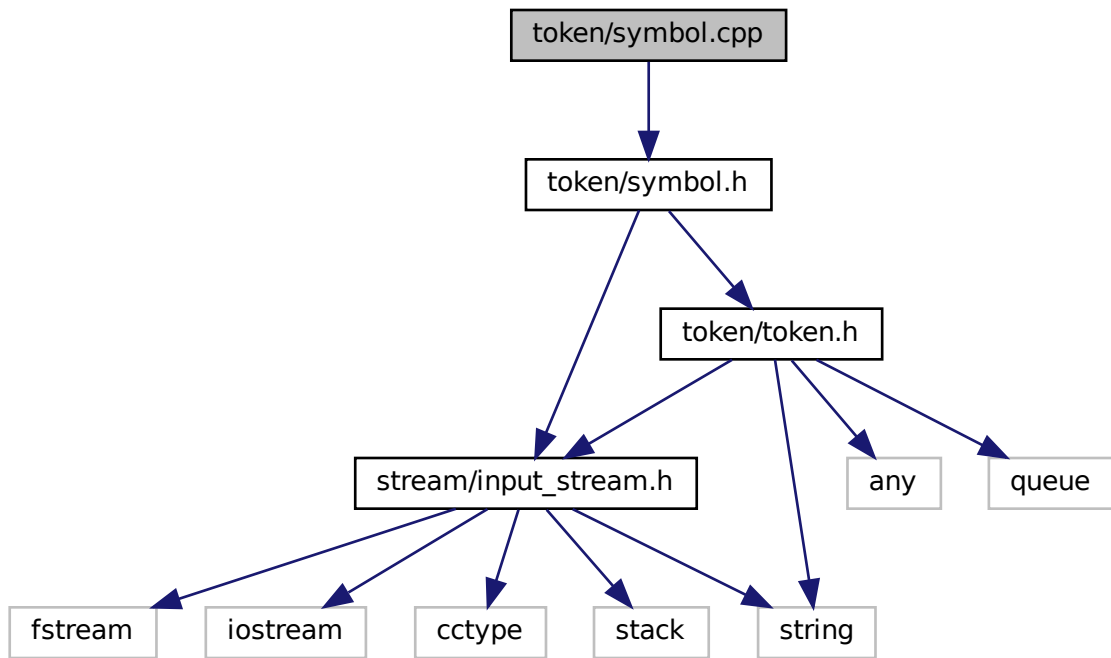 token/symbol.cpp
token/symbol.h
token/token.h
stream/input_stream.h
any
queue
fstream
iostream
cctype
stack
string